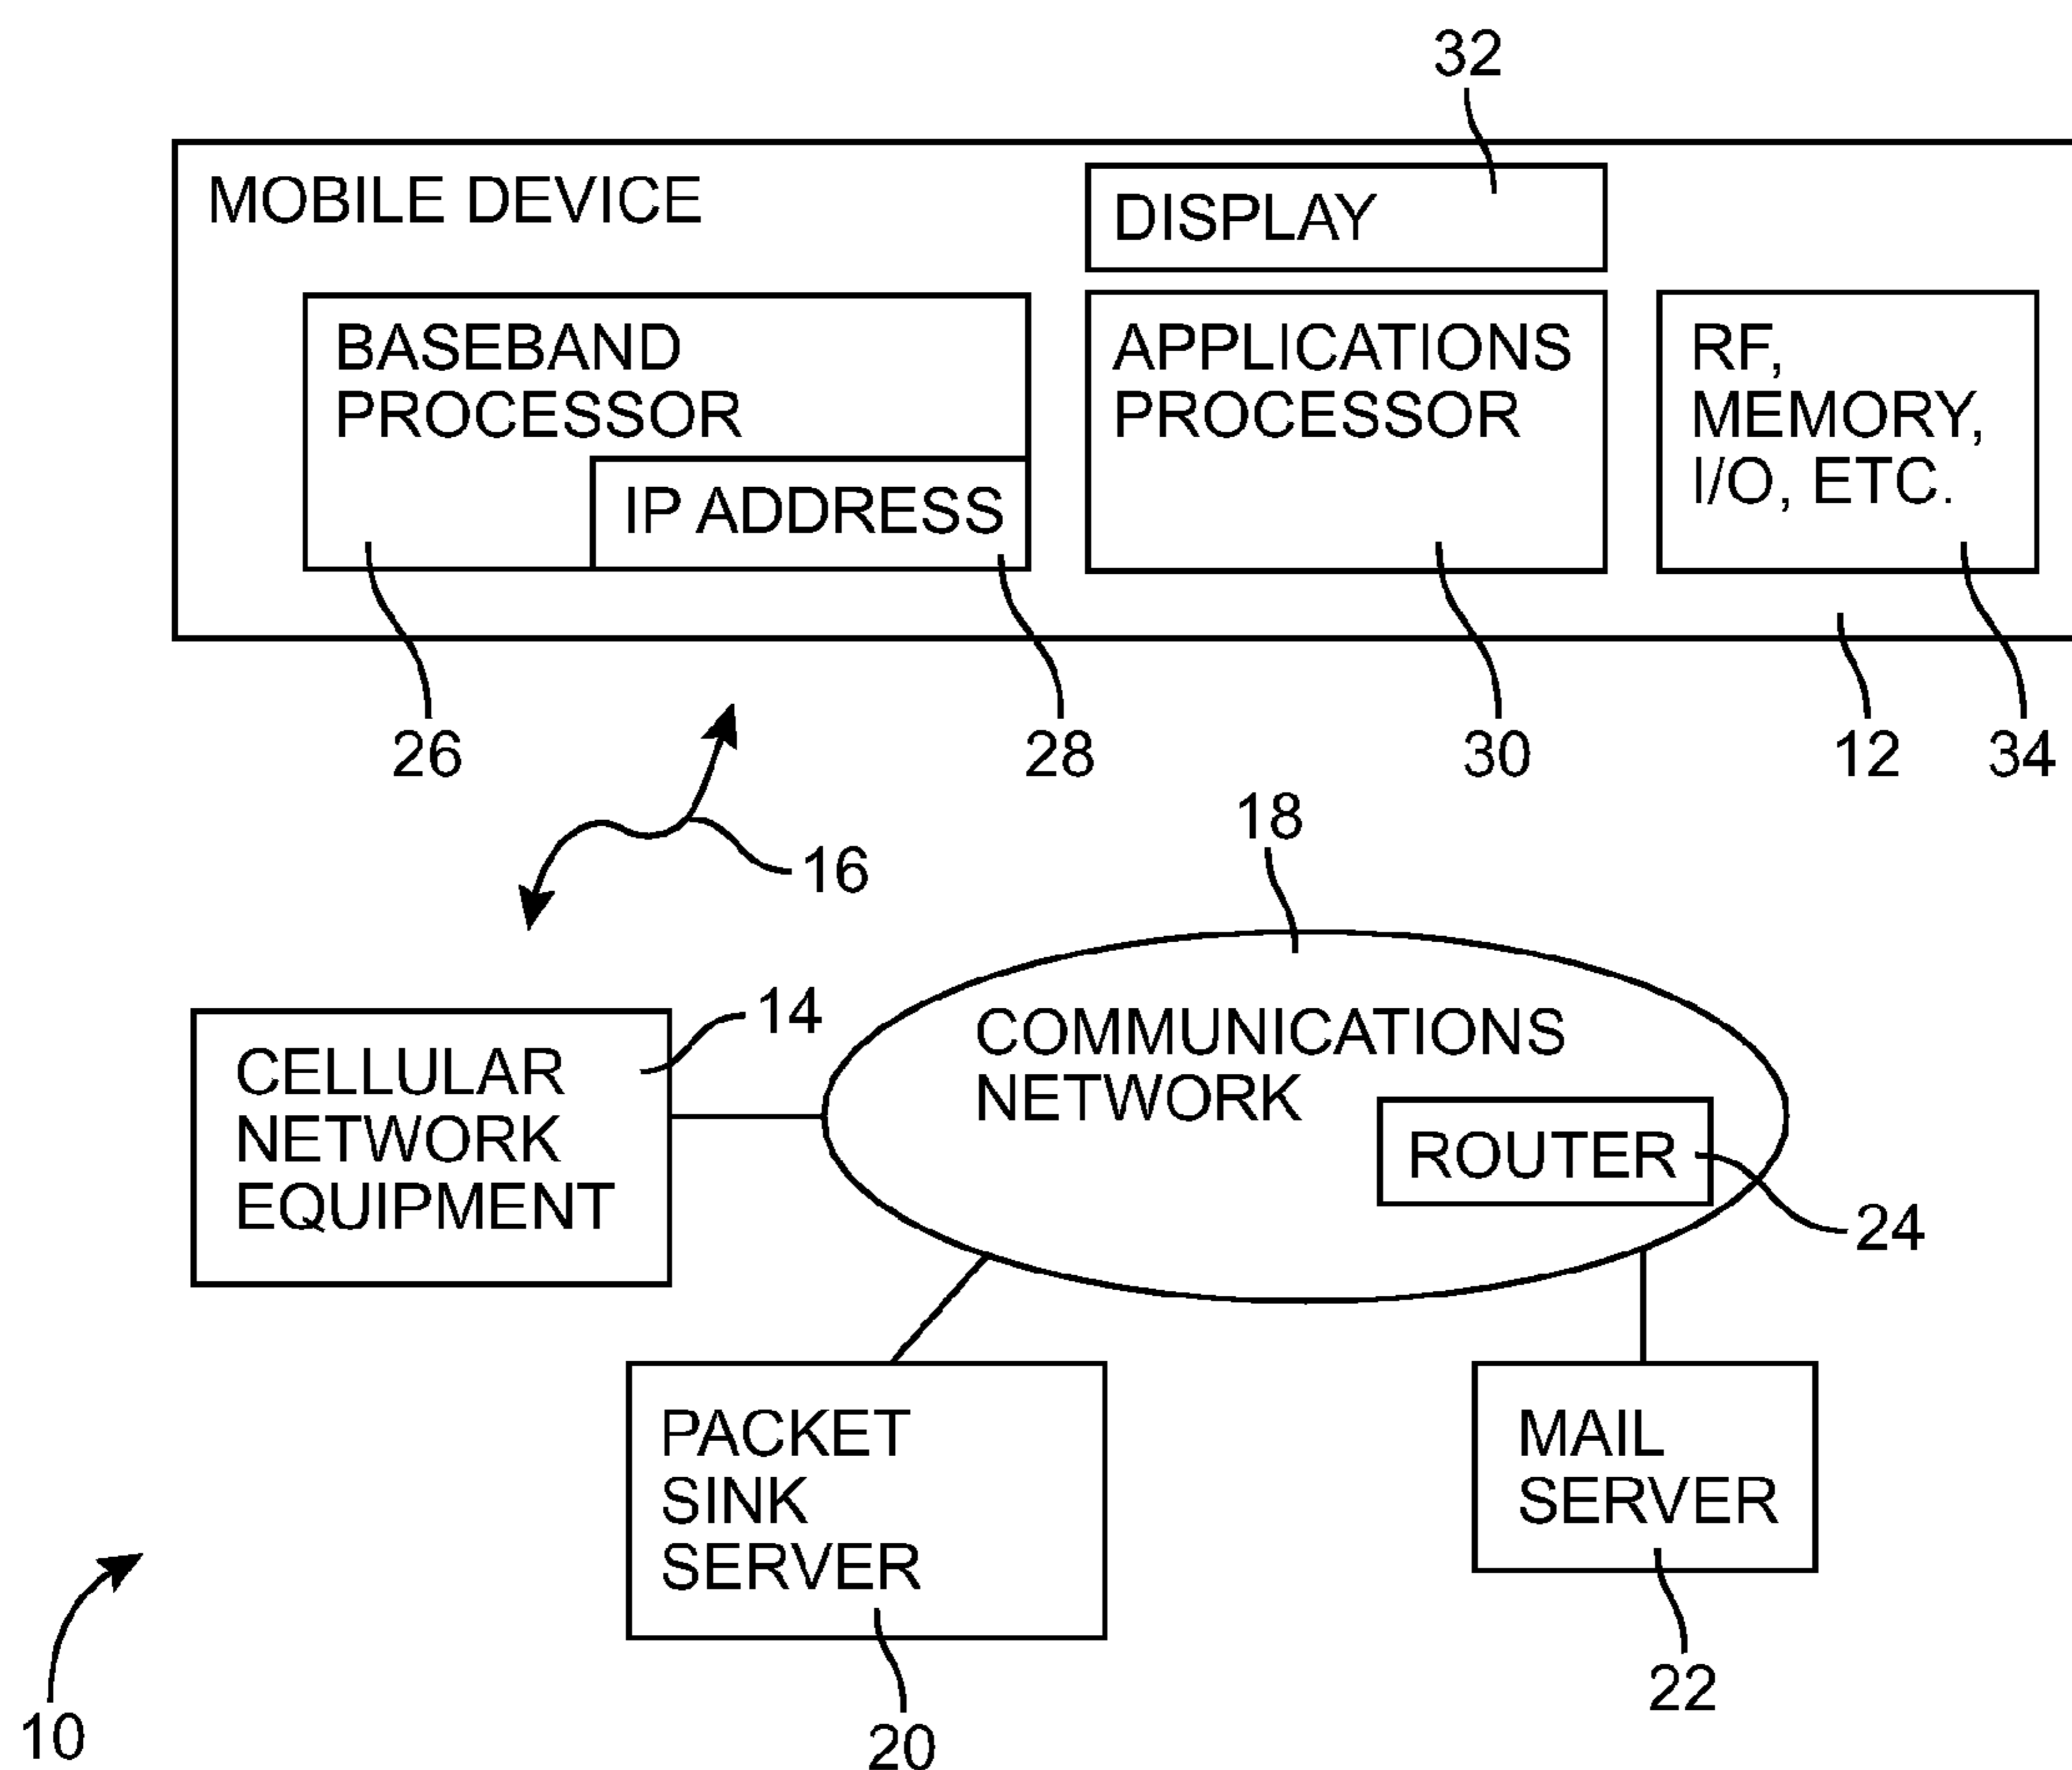 32
MOBILE DEVICE
DISPLAY
BASEBAND
PROCESSOR
IP ADDRESS
APPLICATIONS
PROCESSOR
RF,
MEMORY,
I/O, ETC.
26
28
30
12
34
16
18
14
CELLULAR
NETWORK
EQUIPMENT
COMMUNICATIONS
NETWORK
ROUTER
24
PACKET
SINK
SERVER
MAIL
SERVER
22
10
20